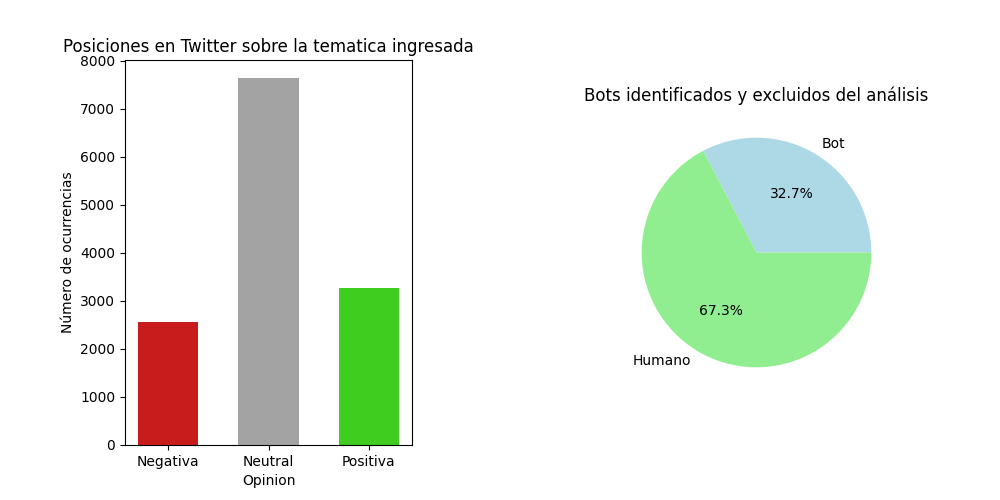 Posiciones en Twitter sobre la tematica ingresada
8000
7000
6000
5000
4000
3000
2000
1000
0
Número de ocurrencias
Negativa
Neutral
Positiva
Opinion
Bots identificados y excluidos del análisis
Bot
32.7%
67.3%
Humano